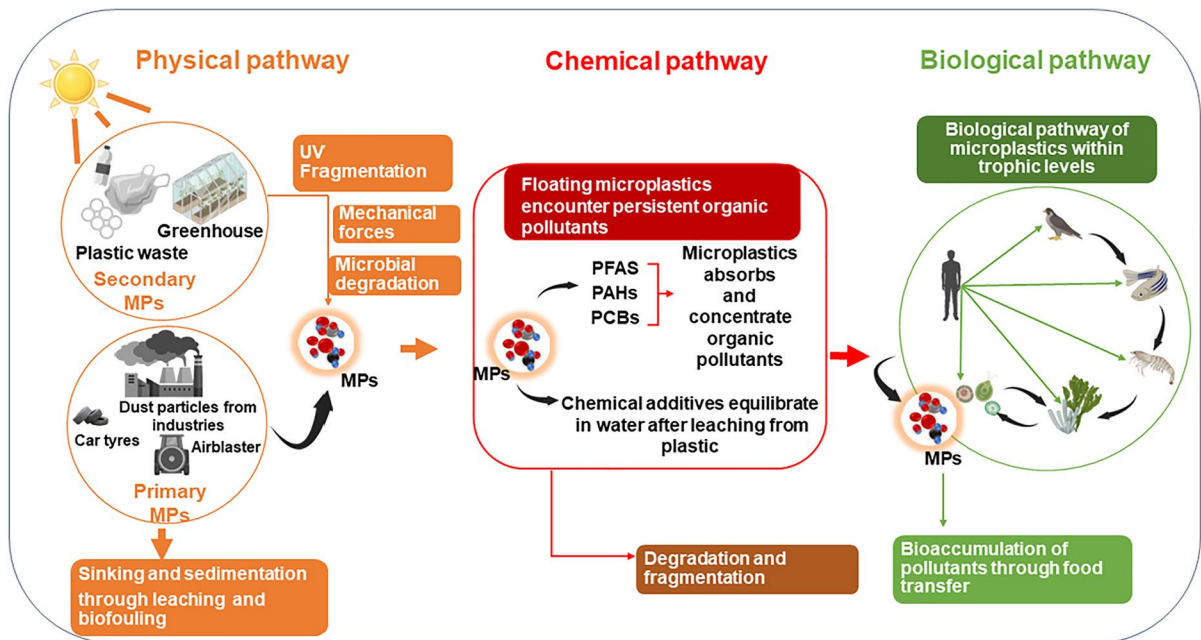 Physical pathway
Chemical pathway
Biological pathway
UV
Fragmentation
Mechanical
forces
Microbial
degradation
Greenhouse
Plastic waste
Secondary
MPs
MPs
Dust particles from
industries
Car tyres
Airblaster
Primary
MPs
Sinking and sedimentation
through leaching and
biofouling
Floating microplastics
encounter persistent organic
pollutants
PFAS
PAHs
PCBs
Microplastics
absorbs
and
concentrate
organic
pollutants
MPs
Chemical additives equilibrate
in water after leaching from
plastic
Degradation and
fragmentation
Biological pathway of
microplastics within
trophic levels
MPs
Bioaccumulation of
pollutants through food
transfer